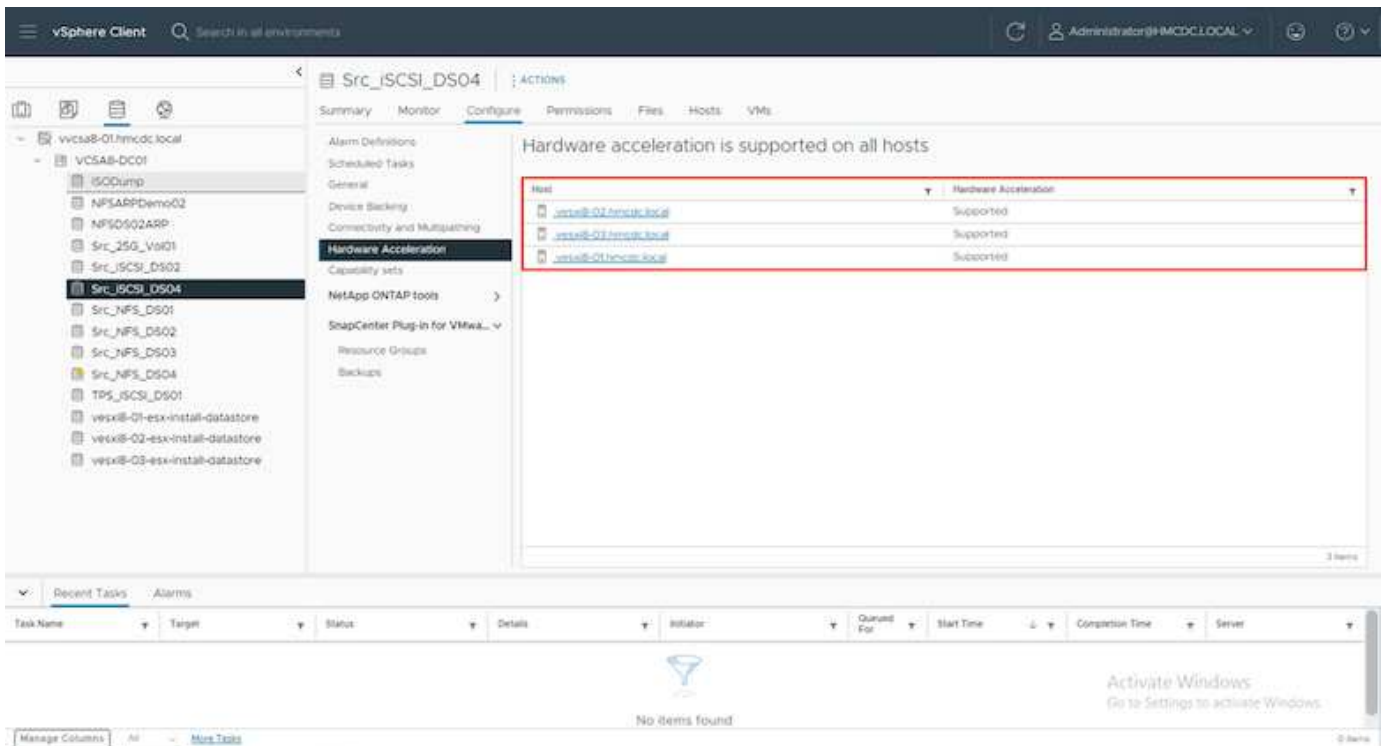 vSphere Client
Search in all environments
Administrator@HMCDC.LOCAL
Src_iSCSI_DS04
ACTIONS
Summary Monitor Configure Permissions Files Hosts VMs
vvcsa8-01.hmcdc.local
VCSA8-DC01
ISODump
NFSARPDemo02
NFSDS02ARP
Src_25G_Vol01
Src_iSCSI_DS02
Src_iSCSI_DS04
Src_NFS_DS01
Src_NFS_DS02
Src_NFS_DS03
Src_NFS_DS04
TPS_iSCSI_DS01
vesxi8-01-esx-install-datastore
vesxi8-02-esx-install-datastore
vesxi8-03-esx-install-datastore
Alarm Definitions
Scheduled Tasks
General
Device Backing
Connectivity and Multipathing
Hardware Acceleration
Capability sets
NetApp ONTAP tools
SnapCenter Plug-in for VMwa...
Resource Groups
Backups
Hardware acceleration is supported on all hosts
Host Hardware Acceleration
vesxi8-02.hmcdc.local Supported
vesxi8-03.hmcdc.local Supported
vesxi8-01.hmcdc.local Supported
3 items
Recent Tasks Alarms
Task Name Target Status Details Initiator Queued For Start Time Completion Time Server
No items found
Activate Windows
Go to Settings to activate Windows.
Manage Columns All More Tasks
0 items